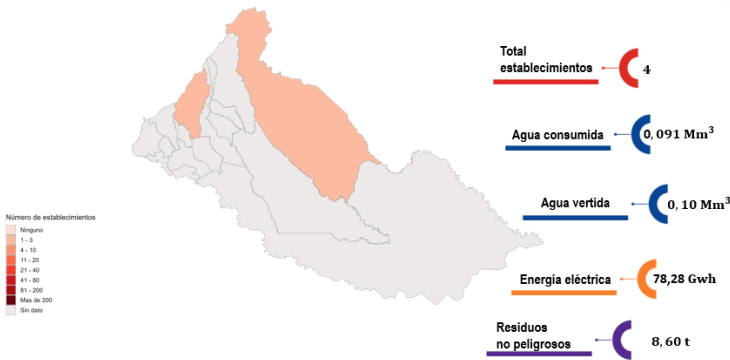 Total
establecimientos
4
Agua consumida
0, 091 Mm³
Agua vertida
0, 10 Mm³
Energía eléctrica
78,28 Gwh
Residuos
no peligrosos
8, 60 t
Número de establecimientos
Ninguno
1 - 3
4 - 10
11 - 20
21 - 40
41 - 80
81 - 200
Mas de 200
Sin dato